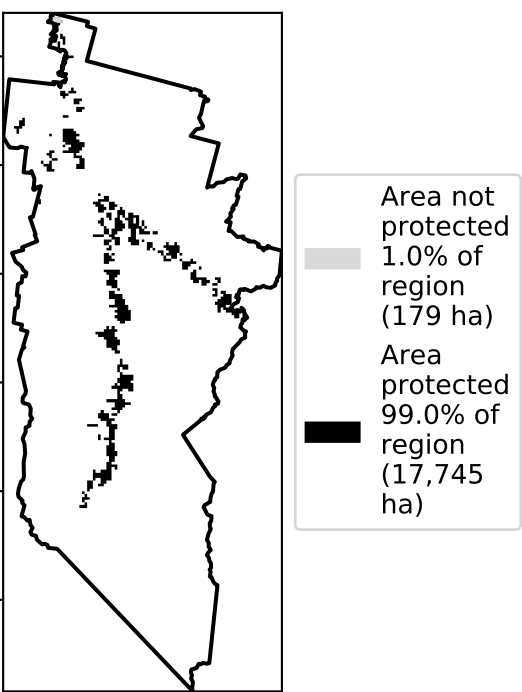 Area not
protected
1.0% of
region
(179 ha)
Area
protected
99.0% of
region
(17,745
ha)